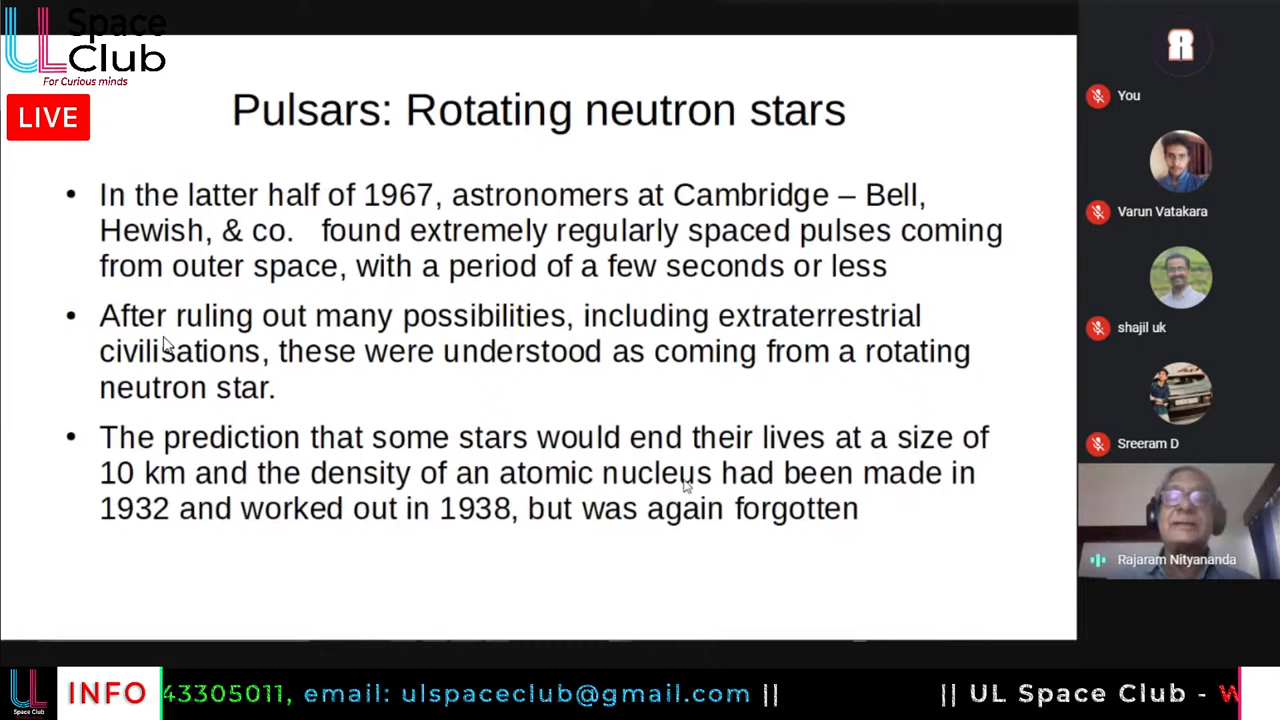 UL Space
Club
For Curious minds
LIVE
Pulsars: Rotating neutron stars
• In the latter half of 1967, astronomers at Cambridge – Bell,
Hewish, & co. found extremely regularly spaced pulses coming
from outer space, with a period of a few seconds or less
• After ruling out many possibilities, including extraterrestrial
civilisations, these were understood as coming from a rotating
neutron star.
• The prediction that some stars would end their lives at a size of
10 km and the density of an atomic nucleus had been made in
1932 and worked out in 1938, but was again forgotten
You
Varun Vatakara
shajil uk
Sreeram D
Rajaram Nityananda
UL
Space Club
INFO
43305011, email: ulspaceclub@gmail.com || || UL Space Club -